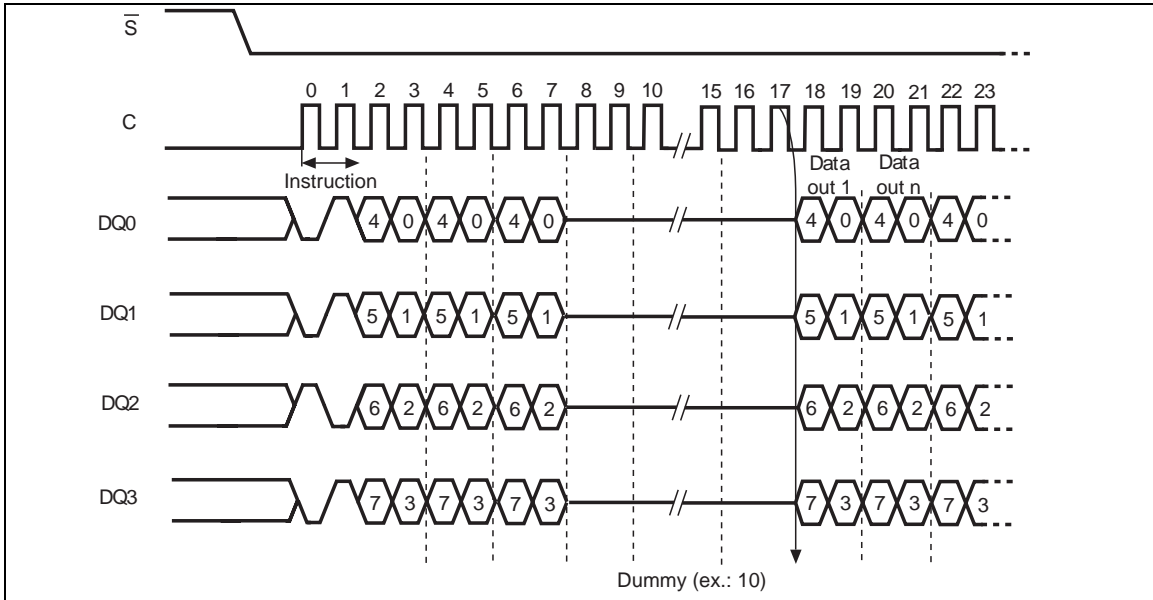 S
0 1 2 3 4 5 6 7 8 9 10 15 16 17 18 19 20 21 22 23
C
Instruction
Data out 1
Data out n
DQ0 4 0 4 0 4 0 4 0 4 0 4 0
DQ1 5 1 5 1 5 1 5 1 5 1 5 1
DQ2 6 2 6 2 6 2 6 2 6 2 6 2
DQ3 7 3 7 3 7 3 7 3 7 3 7 3
Dummy (ex.: 10)